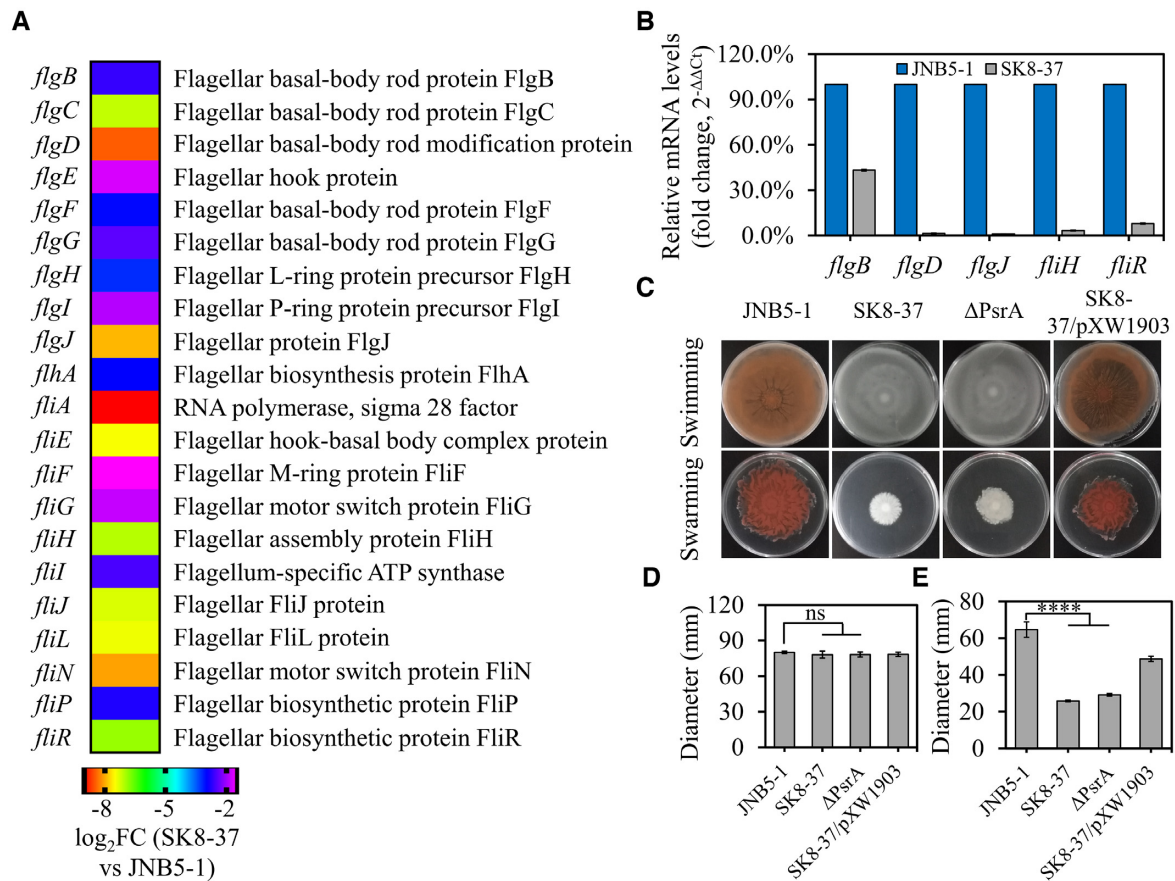 A
flgB Flagellar basal-body rod protein FlgB
flgC Flagellar basal-body rod protein FlgC
flgD Flagellar basal-body rod modification protein
flgE Flagellar hook protein
flgF Flagellar basal-body rod protein FlgF
flgG Flagellar basal-body rod protein FlgG
flgH Flagellar L-ring protein precursor FlgH
flgI Flagellar P-ring protein precursor FlgI
flgJ Flagellar protein FlgJ
flhA Flagellar biosynthesis protein FlhA
fliA RNA polymerase, sigma 28 factor
fliE Flagellar hook-basal body complex protein
fliF Flagellar M-ring protein FliF
fliG Flagellar motor switch protein FliG
fliH Flagellar assembly protein FliH
fliI Flagellum-specific ATP synthase
fliJ Flagellar FliJ protein
fliL Flagellar FliL protein
fliN Flagellar motor switch protein FliN
fliP Flagellar biosynthetic protein FliP
fliR Flagellar biosynthetic protein FliR
-8 -5 -2
log₂FC (SK8-37
vs JNB5-1)
B
Relative mRNA levels
(fold change, 2^-ΔΔCt)
120.0%
90.0%
60.0%
30.0%
0.0%
JNB5-1 SK8-37
flgB flgD flgJ fliH fliR
C
JNB5-1 SK8-37 ΔPsrA SK8-
37/pXW1903
Swimming
Swarming
D
Diameter (mm)
120
90
60
30
0
ns
JNB5-1
SK8-37
ΔPsrA
SK8-37/pXW1903
E
Diameter (mm)
80
60
40
20
0
****
JNB5-1
SK8-37
ΔPsrA
SK8-37/pXW1903